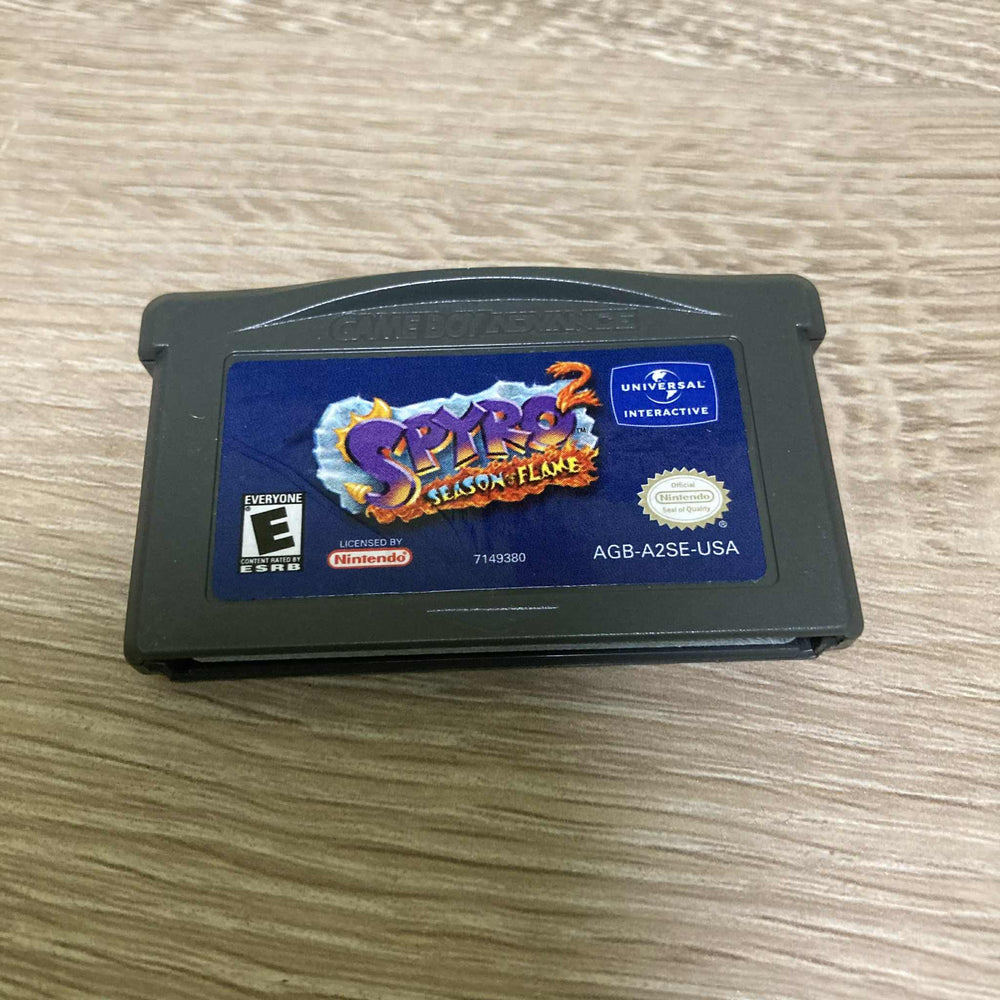 GAME BOY ADVANCE
SPYRO 2
TM
SEASON OF FLAME
UNIVERSAL
INTERACTIVE
EVERYONE
E
CONTENT RATED BY
ESRB
LICENSED BY
Nintendo
7149380
Official
Nintendo
Seal of Quality
®
AGB-A2SE-USA